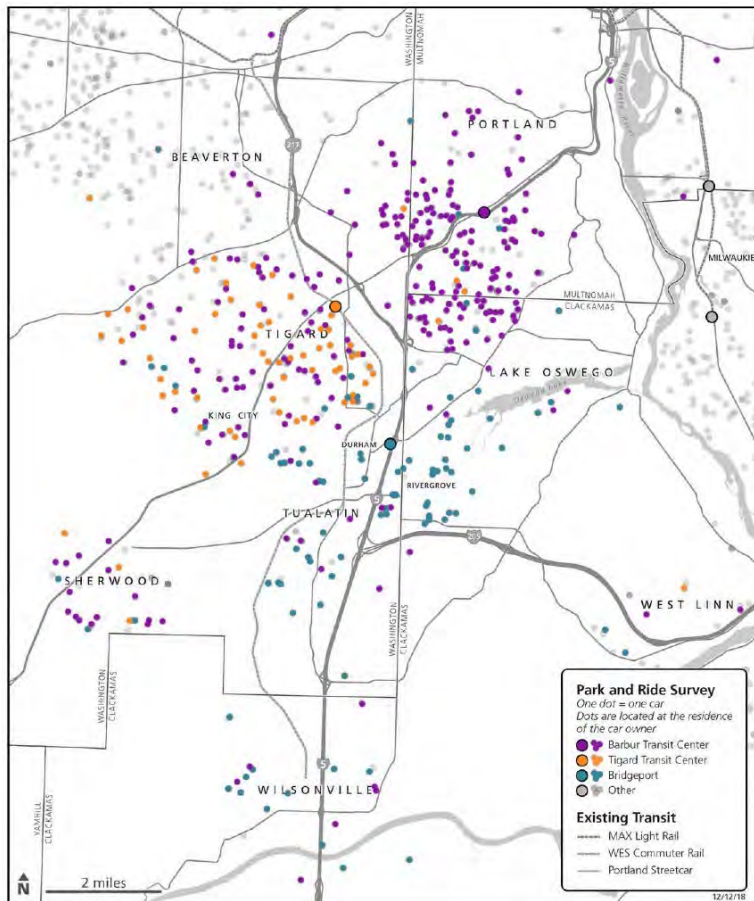 WASHINGTON
MULTNOMAH
5
PORTLAND
217
BEAVERTON
MILWAUKIE
MULTNOMAH
CLACKAMAS
TIGARD
LAKE OSWEGO
KING CITY
DURHAM
RIVERGROVE
5
TUALATIN
205
SHERWOOD
WEST LINN
WASHINGTON
CLACKAMAS
WASHINGTON
CLACKAMAS
5
WILSONVILLE
YAMHILL
CLACKAMAS
N
2 miles
Park and Ride Survey
One dot = one car
Dots are located at the residence
of the car owner
Barbur Transit Center
Tigard Transit Center
Bridgeport
Other
Existing Transit
MAX Light Rail
WES Commuter Rail
Portland Streetcar
12/12/18